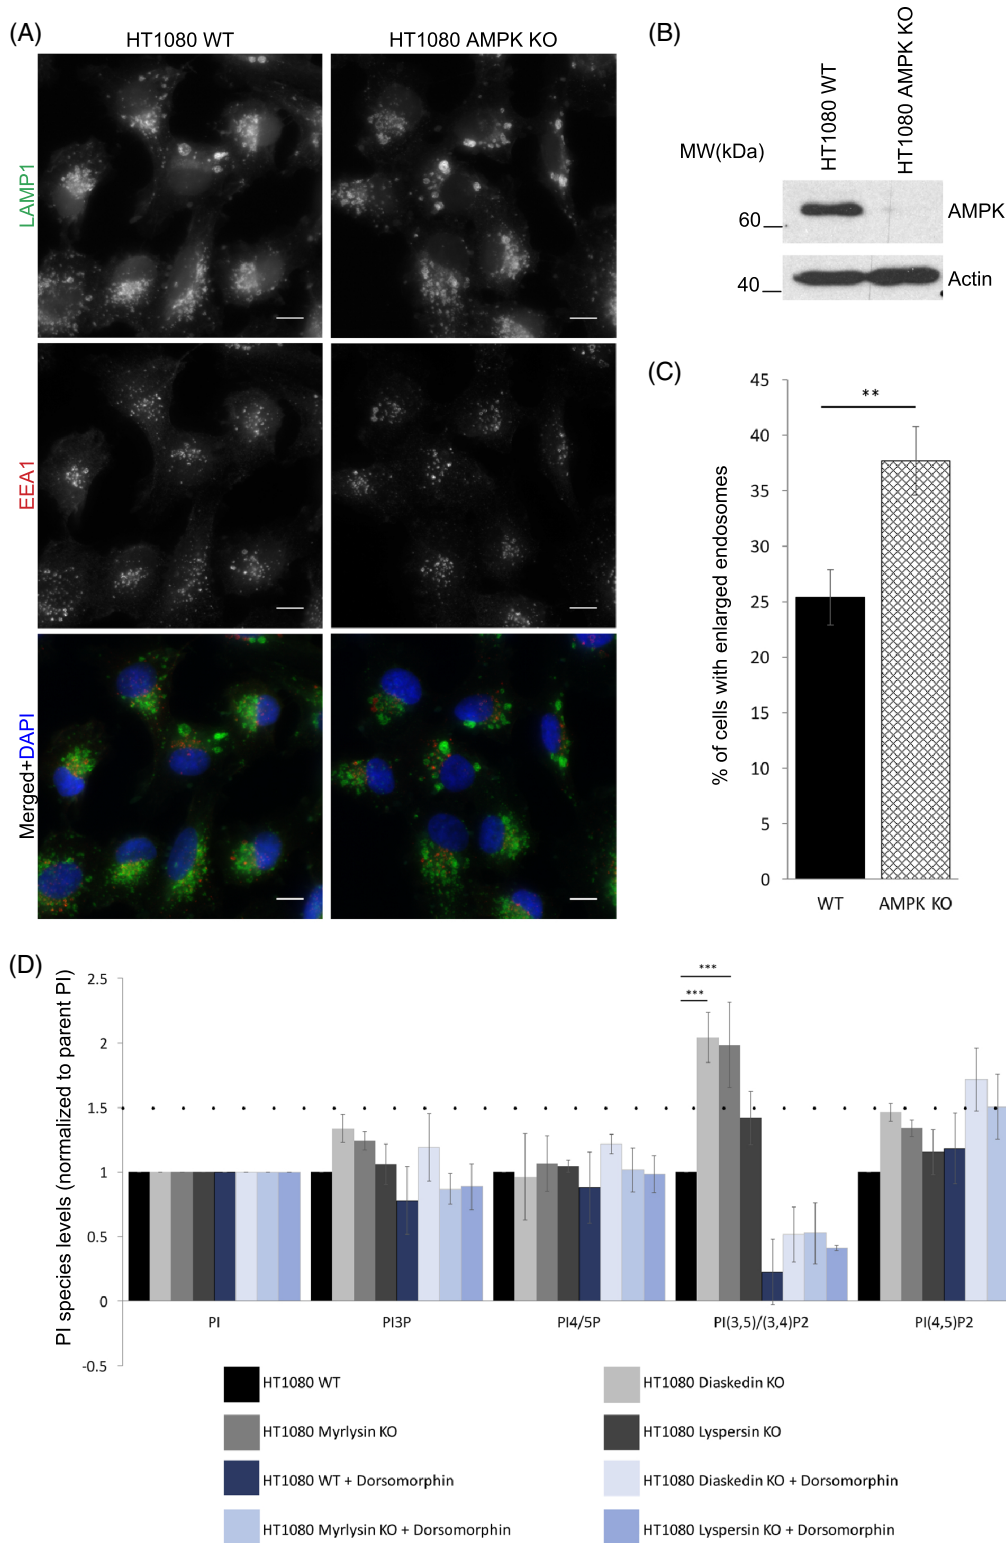 (A)
HT1080 WT
HT1080 AMPK KO
LAMP1
EEA1
Merged+DAPI
(B)
HT1080 WT
HT1080 AMPK KO
MW(kDa)
60
AMPK
40
Actin
(C)
% of cells with enlarged endosomes
45
40
35
30
25
20
15
10
5
0
**
WT
AMPK KO
(D)
PI species levels (normalized to parent PI)
2.5
2
1.5
1
0.5
0
-0.5
***
***
PI
PI3P
PI4/5P
PI(3,5)/(3,4)P2
PI(4,5)P2
HT1080 WT
HT1080 Diaskedin KO
HT1080 Myrlysin KO
HT1080 Lyspersin KO
HT1080 WT + Dorsomorphin
HT1080 Diaskedin KO + Dorsomorphin
HT1080 Myrlysin KO + Dorsomorphin
HT1080 Lyspersin KO + Dorsomorphin